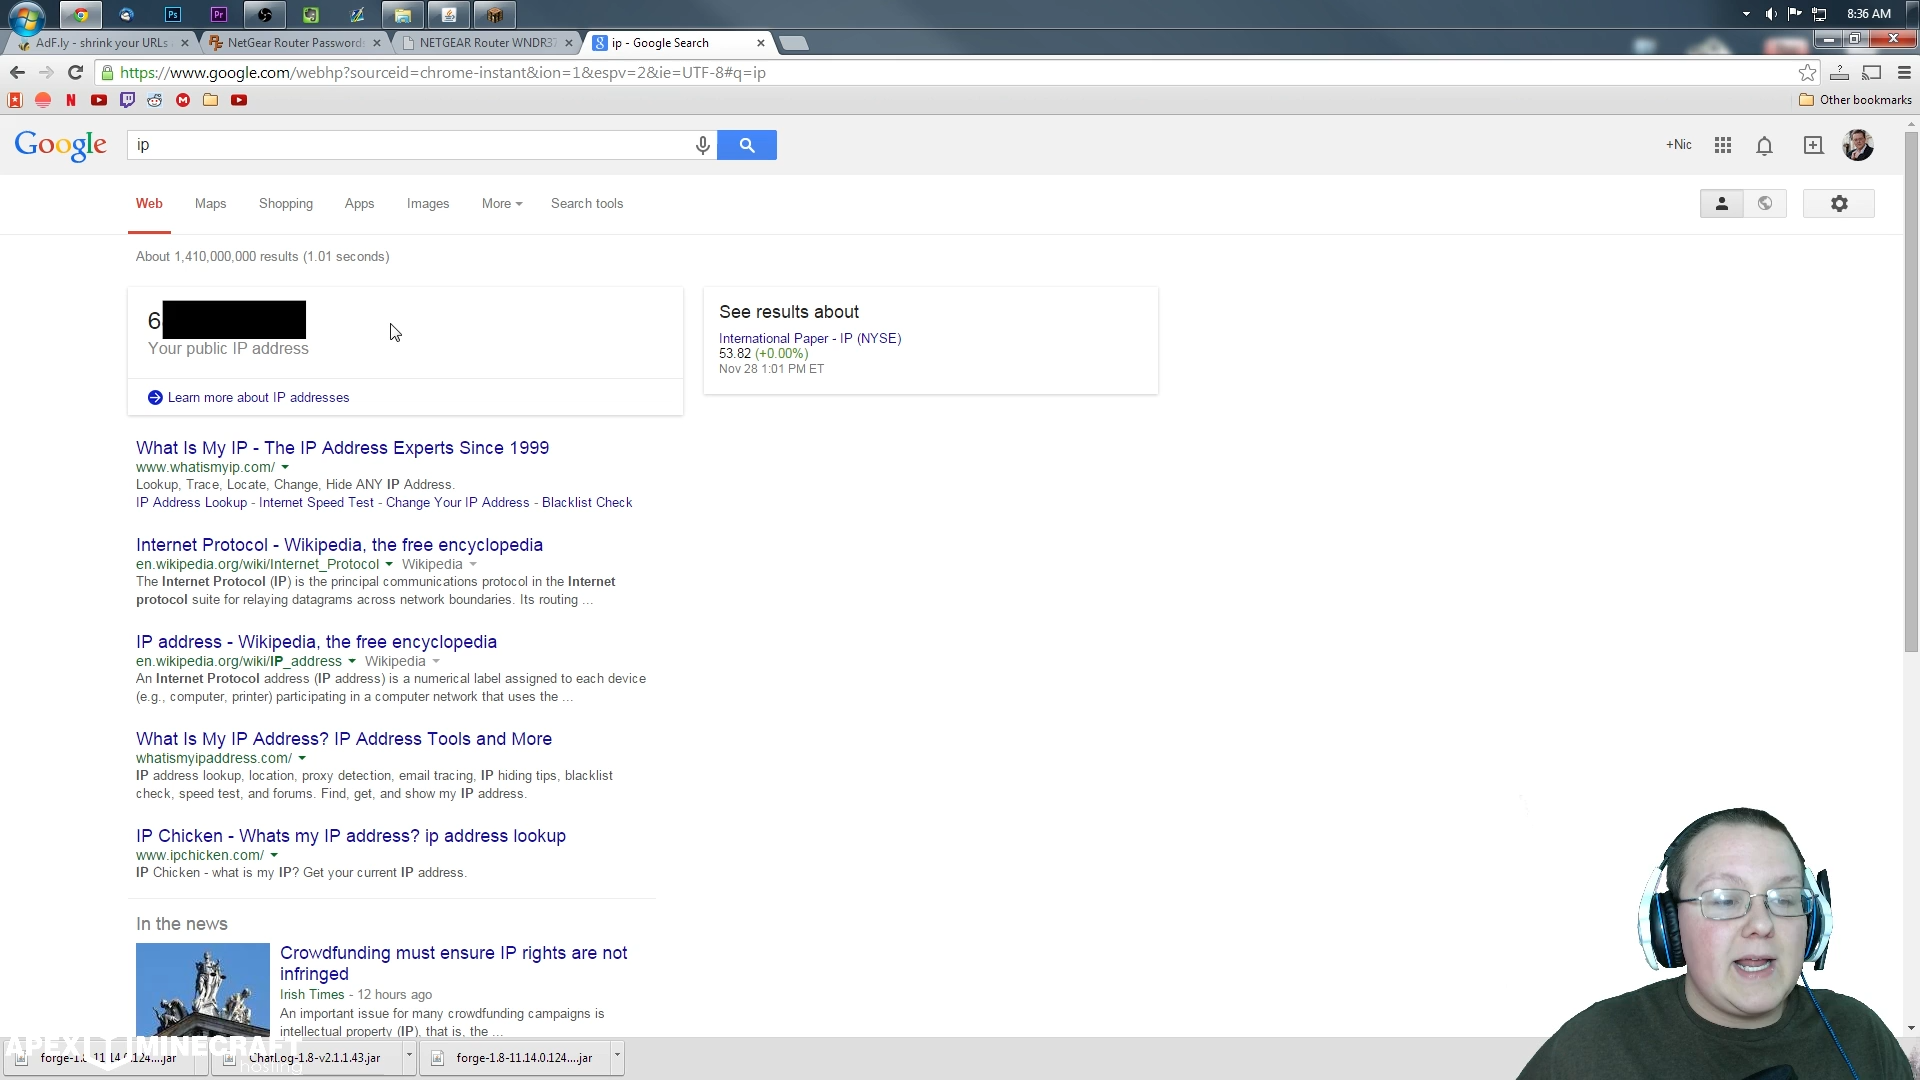 8:36 AM
AdF.ly - shrink your URLs
NetGear Router Passwords
NETGEAR Router WNDR37
ip - Google Search
https://www.google.com/webhp?sourceid=chrome-instant&ion=1&espv=2&ie=UTF-8#q=ip
Other bookmarks
Google
ip
+Nic
Web Maps Shopping Apps Images More Search tools
About 1,410,000,000 results (1.01 seconds)
6
Your public IP address
Learn more about IP addresses
See results about
International Paper - IP (NYSE)
53.82 (+0.00%)
Nov 28 1:01 PM ET
What Is My IP - The IP Address Experts Since 1999
www.whatismyip.com/
Lookup, Trace, Locate, Change, Hide ANY IP Address.
IP Address Lookup - Internet Speed Test - Change Your IP Address - Blacklist Check
Internet Protocol - Wikipedia, the free encyclopedia
en.wikipedia.org/wiki/Internet_Protocol Wikipedia
The Internet Protocol (IP) is the principal communications protocol in the Internet
protocol suite for relaying datagrams across network boundaries. Its routing ...
IP address - Wikipedia, the free encyclopedia
en.wikipedia.org/wiki/IP_address Wikipedia
An Internet Protocol address (IP address) is a numerical label assigned to each device
(e.g., computer, printer) participating in a computer network that uses the ...
What Is My IP Address? IP Address Tools and More
whatismyipaddress.com/
IP address lookup, location, proxy detection, email tracing, IP hiding tips, blacklist
check, speed test, and forums. Find, get, and show my IP address.
IP Chicken - Whats my IP address? ip address lookup
www.ipchicken.com/
IP Chicken - what is my IP? Get your current IP address.
In the news
Crowdfunding must ensure IP rights are not
infringed
Irish Times - 12 hours ago
An important issue for many crowdfunding campaigns is
intellectual property (IP), that is, the ...
APEX MINECRAFT
hosting
forge-1.8-11.14.0.124....jar
ChatLog-1.8-v2.1.1.43.jar
forge-1.8-11.14.0.124....jar